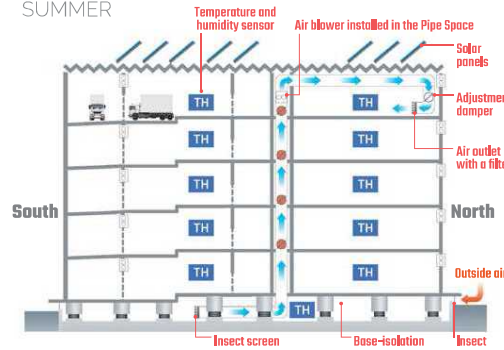 SUMMER
Temperature and
humidity sensor
Air blower installed in the Pipe Space
Solar
panels
TH
TH
Adjustment
damper
Air outlet
with a filte
TH
TH
TH
TH
South
North
TH
TH
TH
TH
Outside air
TH
Insect screen
Base-isolation
Insect